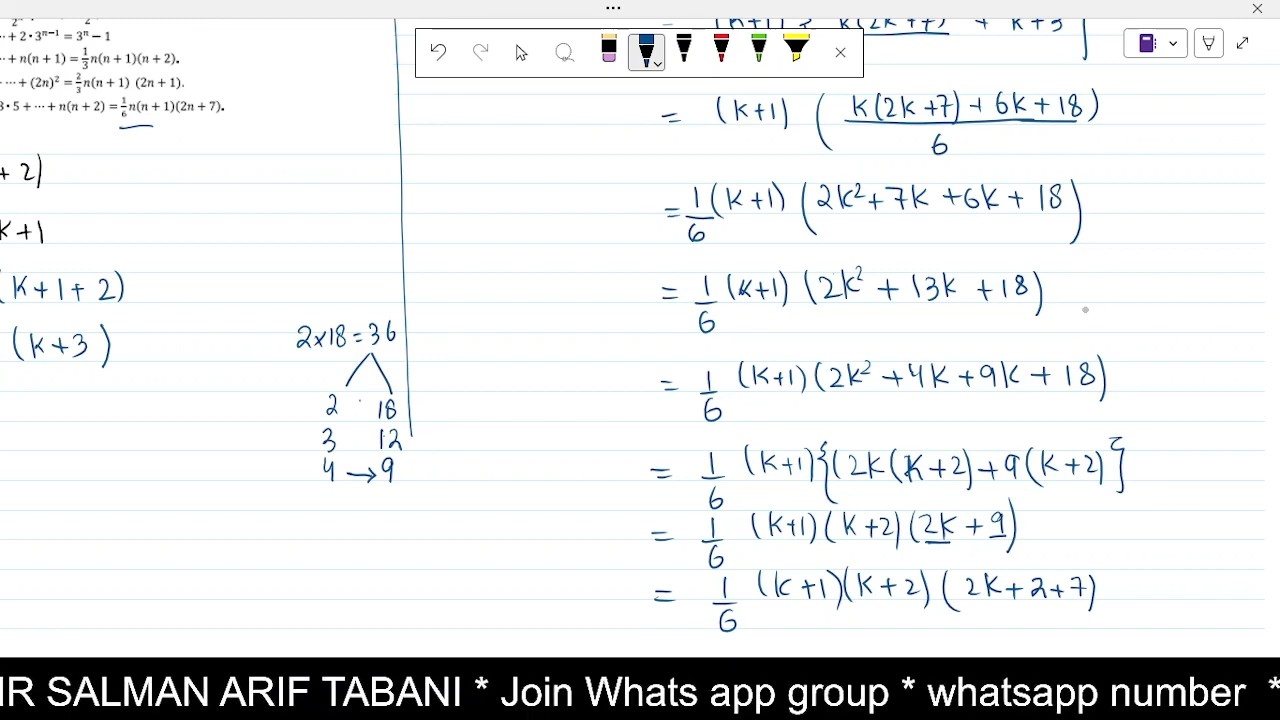 ⋯ + 2 · 3ⁿ⁻¹ = 3ⁿ − 1
⋯ + n(n + 1) = 1/3 n(n + 1)(n + 2).
⋯ + (2n)² = 2/3 n(n + 1) (2n + 1).
3 · 5 + ⋯ + n(n + 2) = 1/6 n(n + 1)(2n + 7).
+ 2)
K+1
(K+1+2)
(K+3)
2×18 = 36
2 18
3 12
4 → 9
= (K+1) ( K(2K+7) + 6K+18 ) / 6
= 1/6 (K+1) (2K²+7K+6K+18)
= 1/6 (K+1) (2K² + 13K +18)
= 1/6 (K+1)(2K²+4K+9K+18)
= 1/6 (K+1){(2K(K+2)+9(K+2)}
= 1/6 (K+1)(K+2)(2K+9)
= 1/6 (K+1)(K+2) (2K+2+7)
IR SALMAN ARIF TABANI * Join Whats app group * whatsapp number *